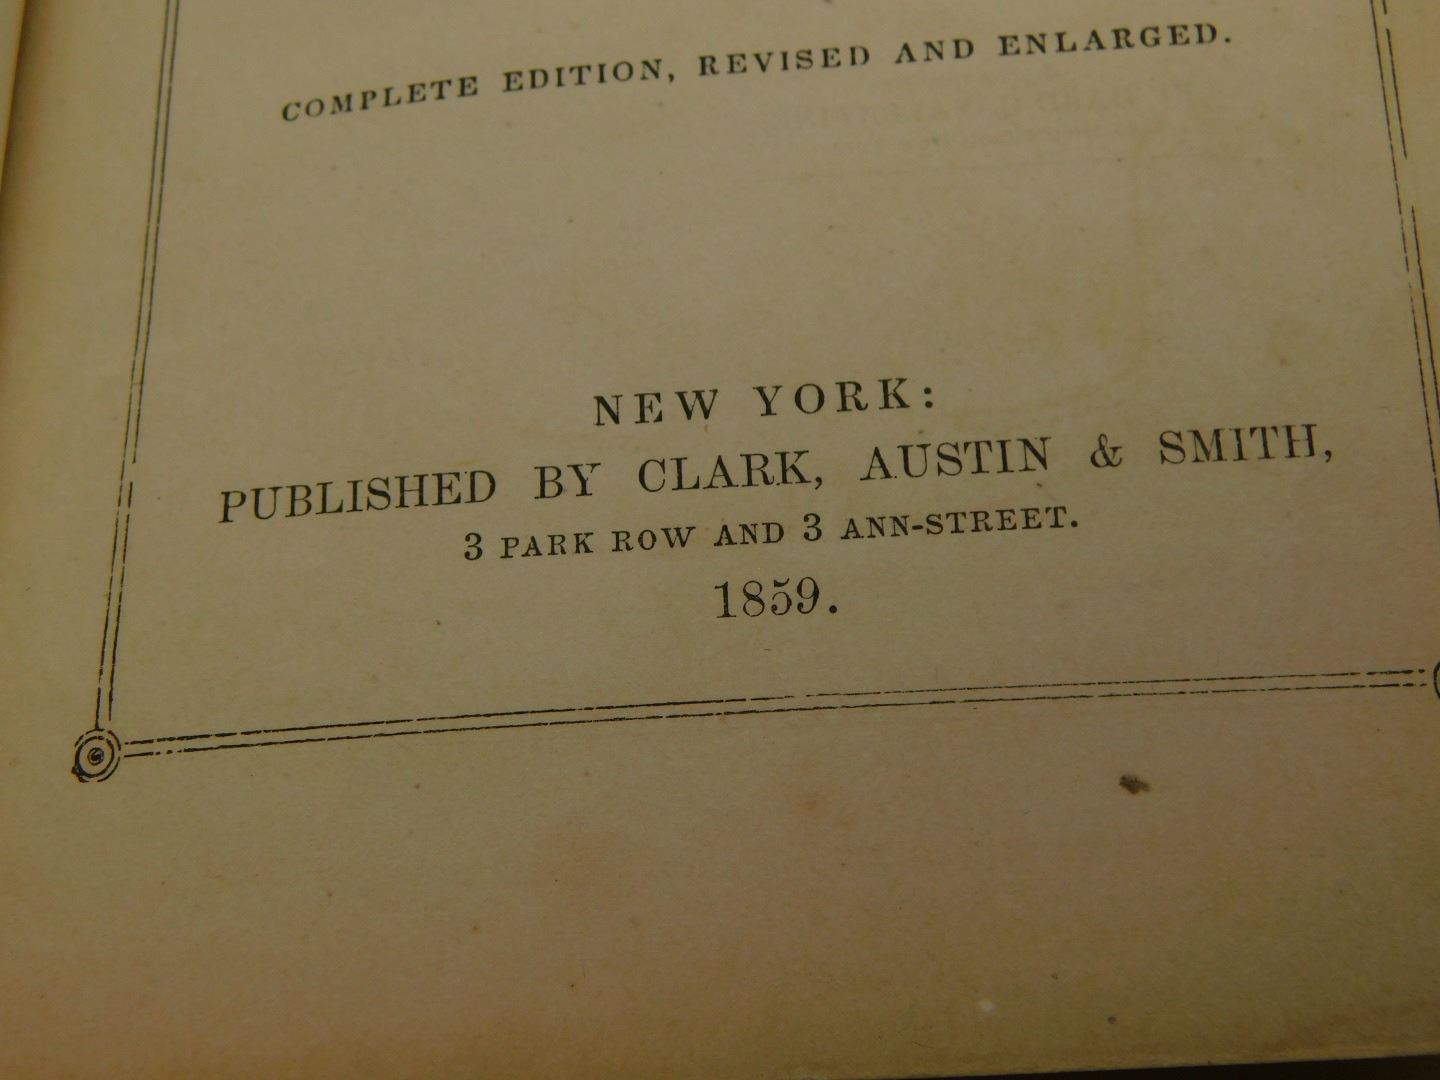 COMPLETE EDITION, REVISED AND ENLARGED.
NEW YORK:
PUBLISHED BY CLARK, AUSTIN & SMITH,
3 PARK ROW AND 3 ANN-STREET.
1859.